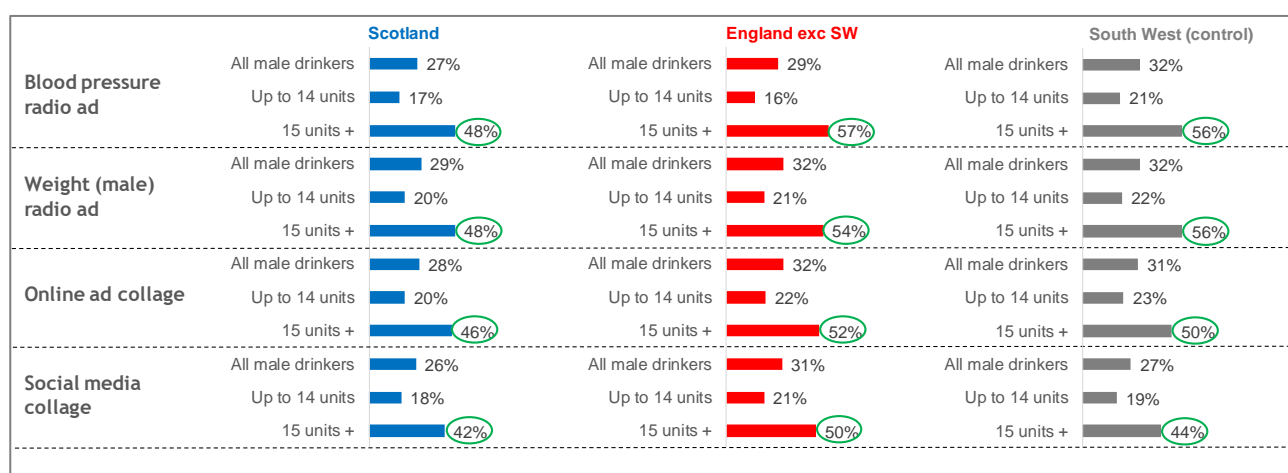 Scotland England exc SW South West (control)
Blood pressure radio ad
All male drinkers 27% All male drinkers 29% All male drinkers 32%
Up to 14 units 17% Up to 14 units 16% Up to 14 units 21%
15 units + 48% 15 units + 57% 15 units + 56%
Weight (male) radio ad
All male drinkers 29% All male drinkers 32% All male drinkers 32%
Up to 14 units 20% Up to 14 units 21% Up to 14 units 22%
15 units + 48% 15 units + 54% 15 units + 56%
Online ad collage
All male drinkers 28% All male drinkers 32% All male drinkers 31%
Up to 14 units 20% Up to 14 units 22% Up to 14 units 23%
15 units + 46% 15 units + 52% 15 units + 50%
Social media collage
All male drinkers 26% All male drinkers 31% All male drinkers 27%
Up to 14 units 18% Up to 14 units 21% Up to 14 units 19%
15 units + 42% 15 units + 50% 15 units + 44%